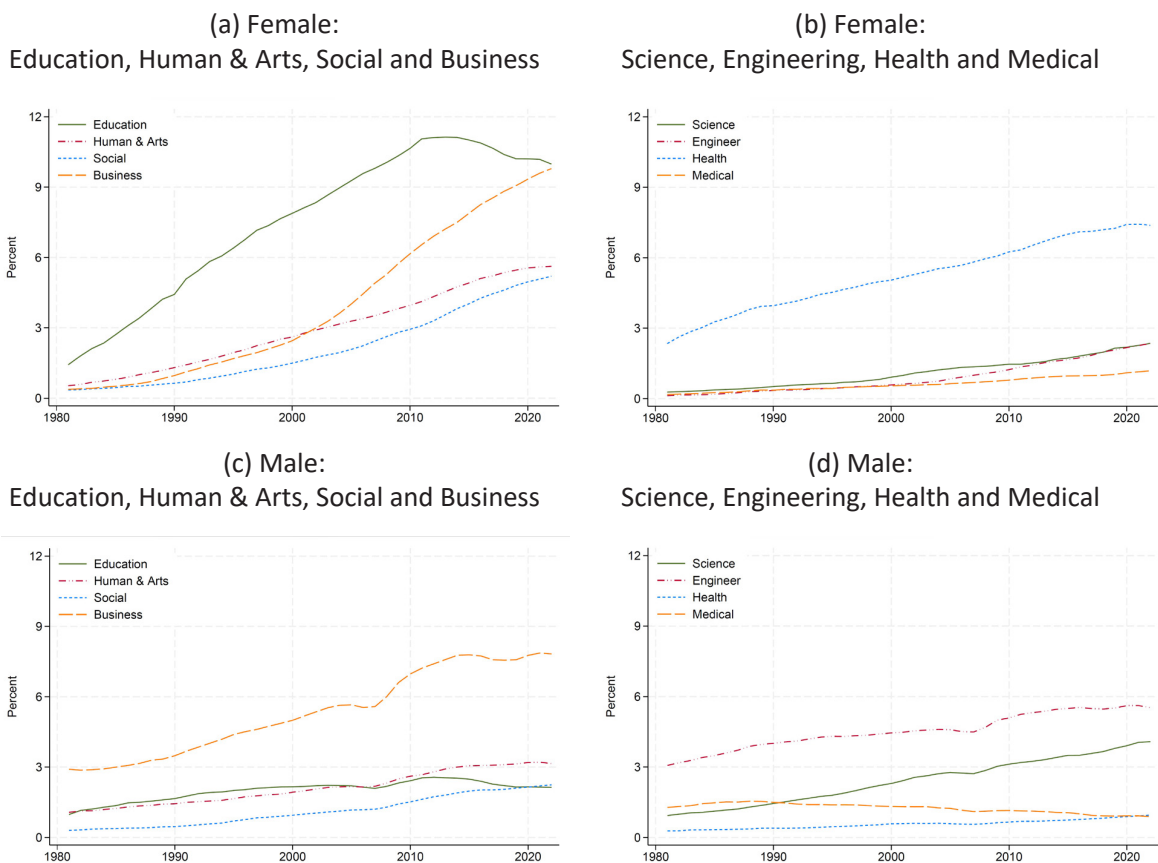 (a) Female:
Education, Human & Arts, Social and Business
12
9
6
3
0
Percent
Education
Human & Arts
Social
Business
1980
1990
2000
2010
2020
(b) Female:
Science, Engineering, Health and Medical
12
9
6
3
0
Percent
Science
Engineer
Health
Medical
1980
1990
2000
2010
2020
(c) Male:
Education, Human & Arts, Social and Business
12
9
6
3
0
Percent
Education
Human & Arts
Social
Business
1980
1990
2000
2010
2020
(d) Male:
Science, Engineering, Health and Medical
12
9
6
3
0
Percent
Science
Engineer
Health
Medical
1980
1990
2000
2010
2020